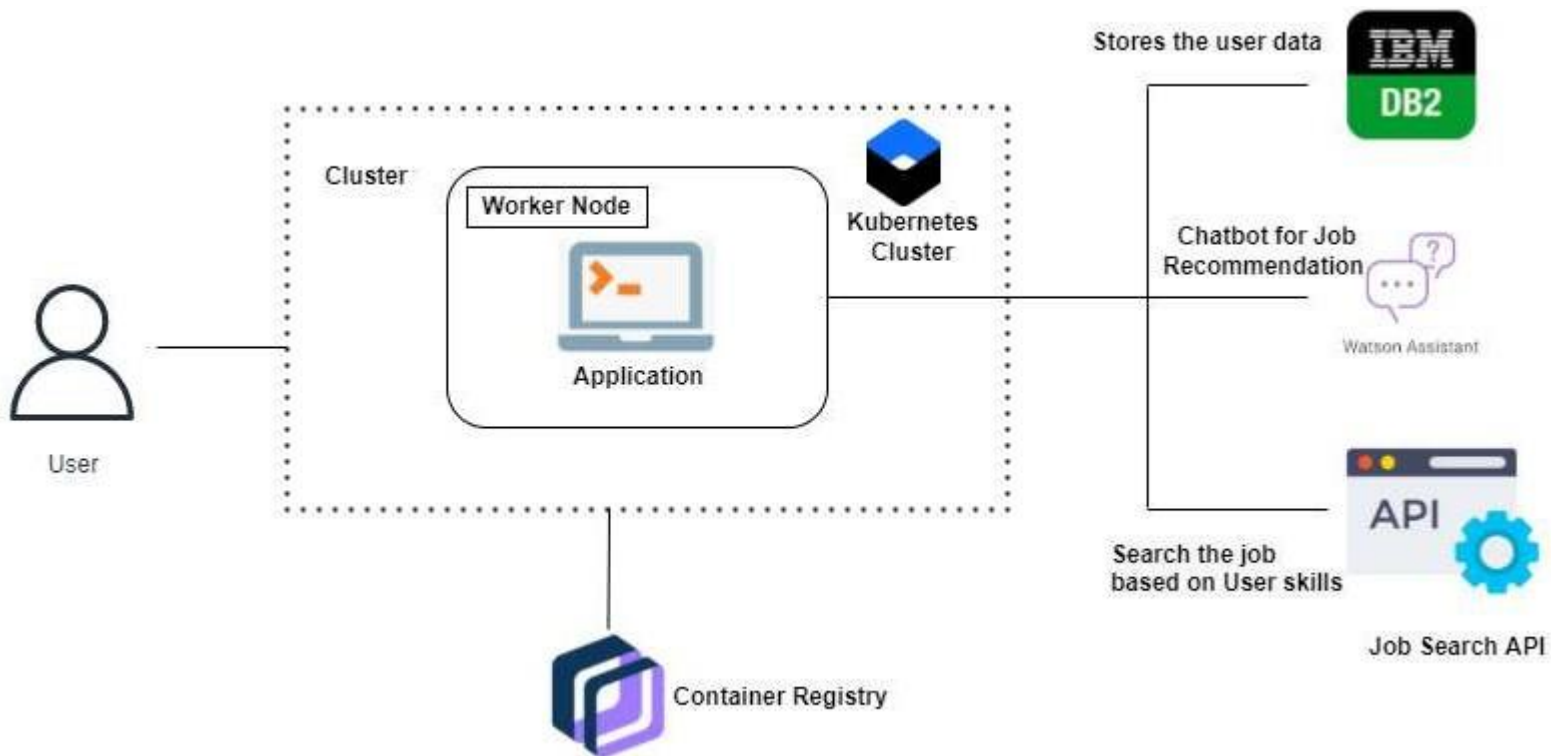 Stores the user data
IBM
DB2
Cluster
Worker Node
Kubernetes
Cluster
Application
Chatbot for Job
Recommendation
?
Watson Assistant
User
API
Search the job
based on User skills
Job Search API
Container Registry